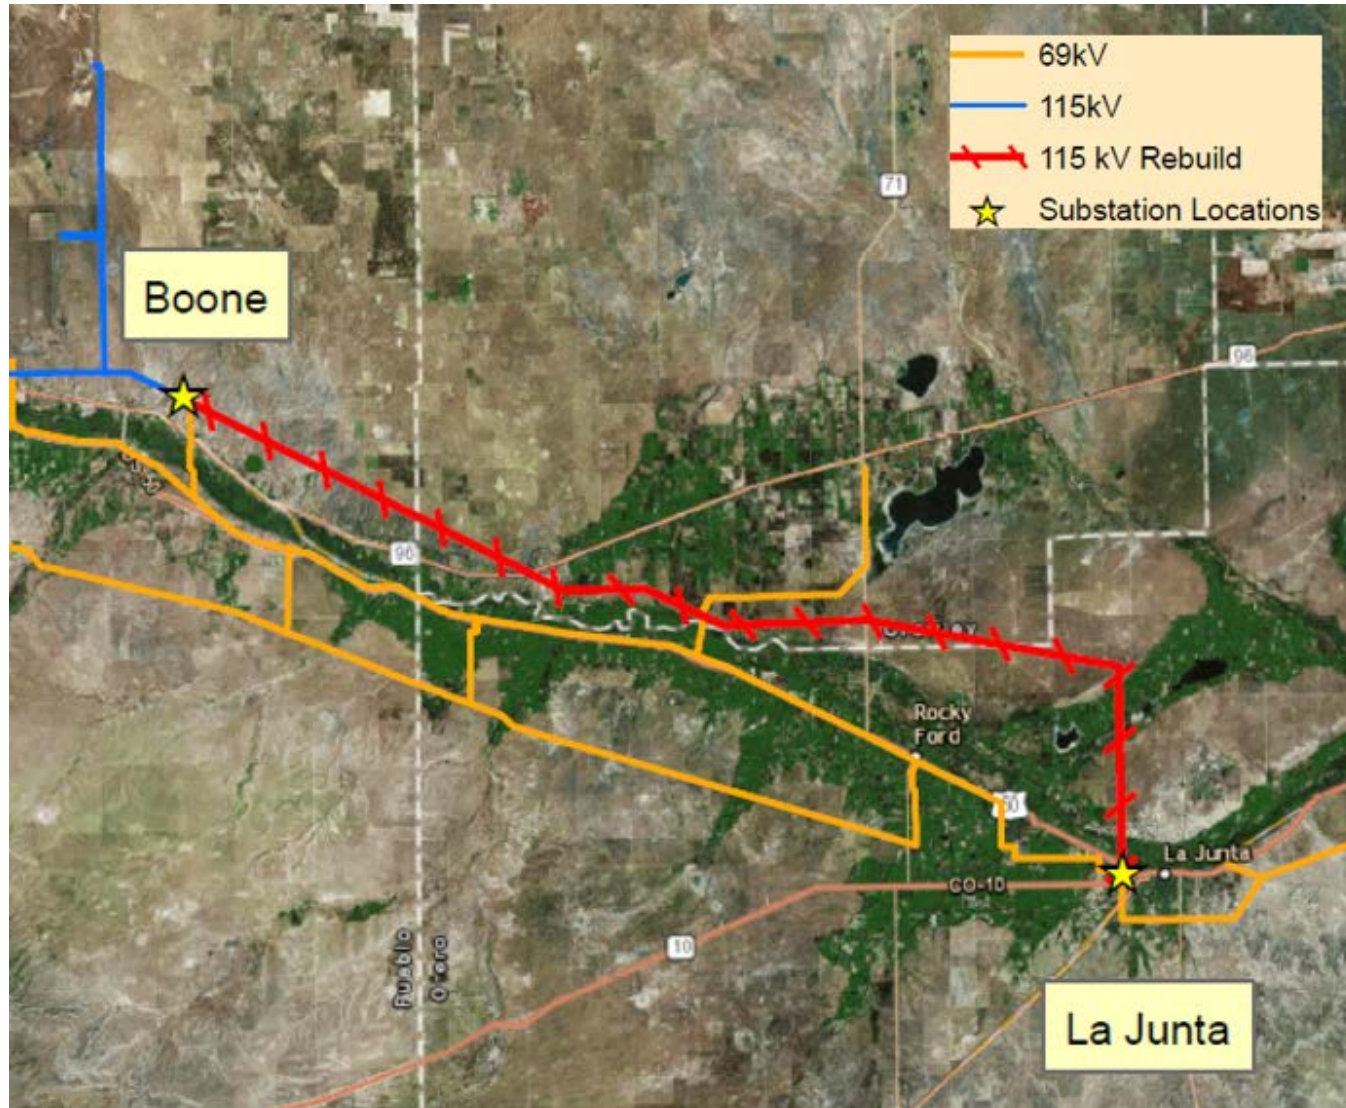 69kV
115kV
115 kV Rebuild
Substation Locations
71
Boone
96
96
Rocky
Ford
50
La Junta
CO-10
Pueblo
Otero
10
La Junta